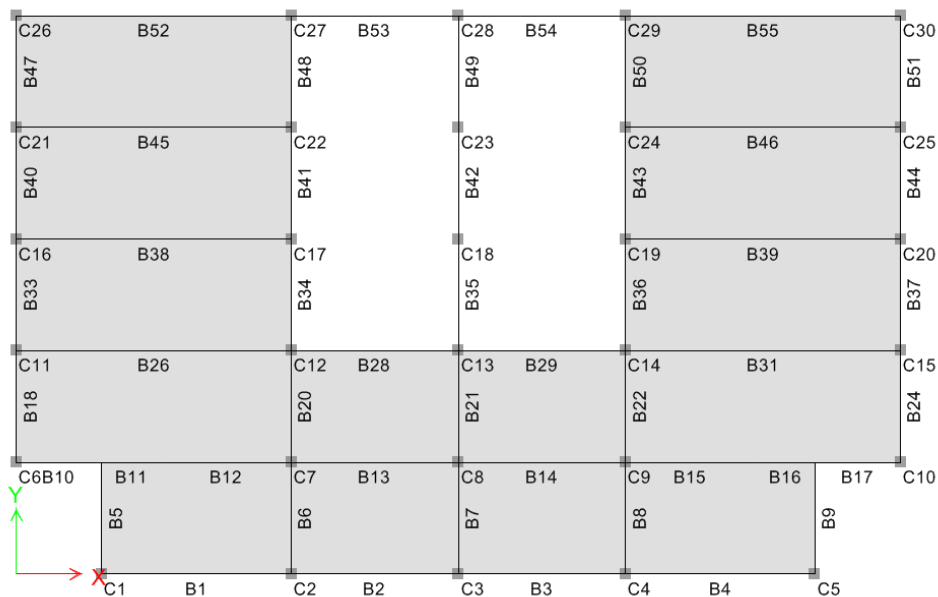 C26 B52 C27 B53 C28 B54 C29 B55 C30
B47 B48 B49 B50 B51
C21 B45 C22 C23 C24 B46 C25
B40 B41 B42 B43 B44
C16 B38 C17 C18 C19 B39 C20
B33 B34 B35 B36 B37
C11 B26 C12 B28 C13 B29 C14 B31 C15
B18 B20 B21 B22 B24
C6B10 B11 B12 C7 B13 C8 B14 C9 B15 B16 B17 C10
Y
B5 B6 B7 B8 B9
X
C1 B1 C2 B2 C3 B3 C4 B4 C5